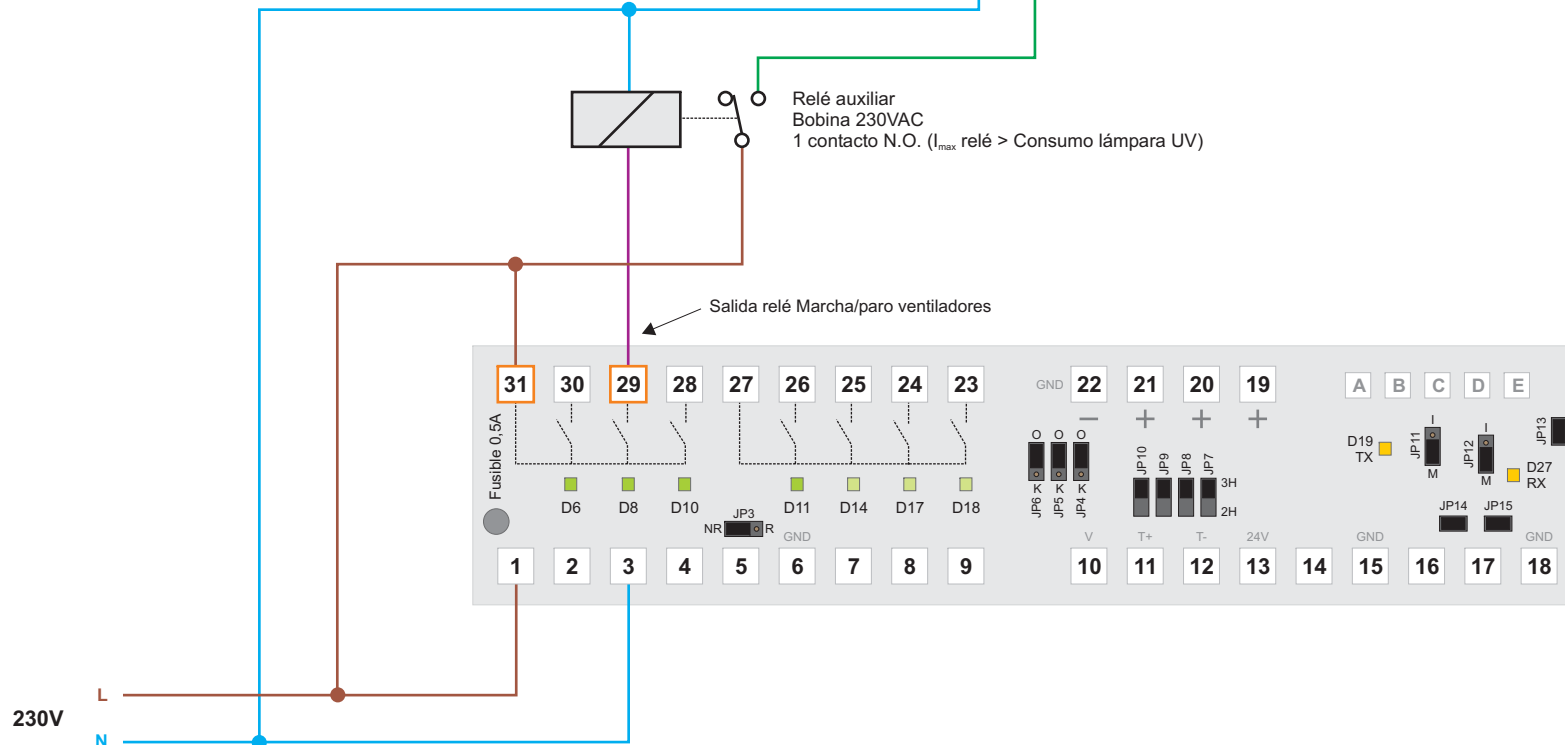 Relé auxiliar
Bobina 230VAC
1 contacto N.O. (Imax relé > Consumo lámpara UV)
Salida relé Marcha/paro ventiladores
31 30 29 28 27 26 25 24 23 GND 22 21 20 19 A B C D E
− + + +
Fusible 0,5A
D6 D8 D10 D11 D14 D17 D18
NR JP3 R
GND
O O O
K K K
JP6 JP5 JP4
JP10 JP9 JP8 JP7
3H
2H
D19
TX
JP11
I
M
JP12
I
M
JP13
D27
RX
JP14 JP15
V T+ T- 24V GND GND
1 2 3 4 5 6 7 8 9 10 11 12 13 14 15 16 17 18
L
230V
N